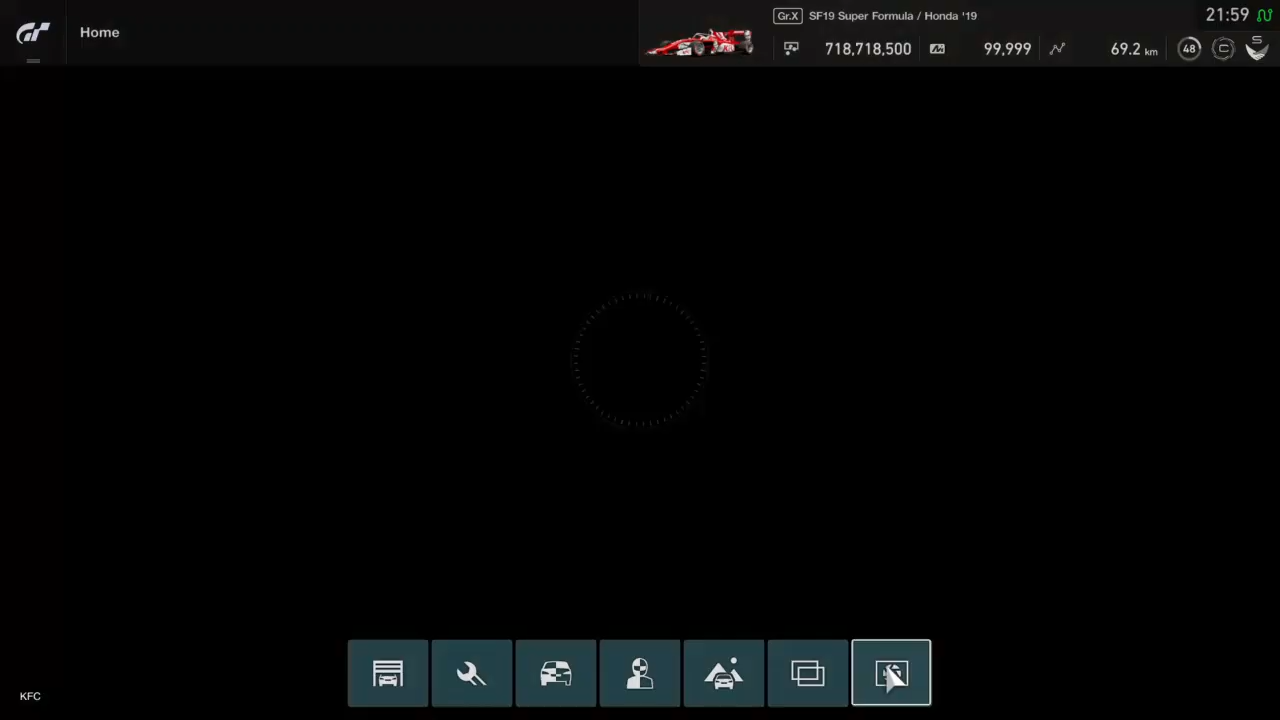 Home
Gr.X SF19 Super Formula / Honda '19
21:59
718,718,500
99,999
69.2 km
48
C
S
KFC